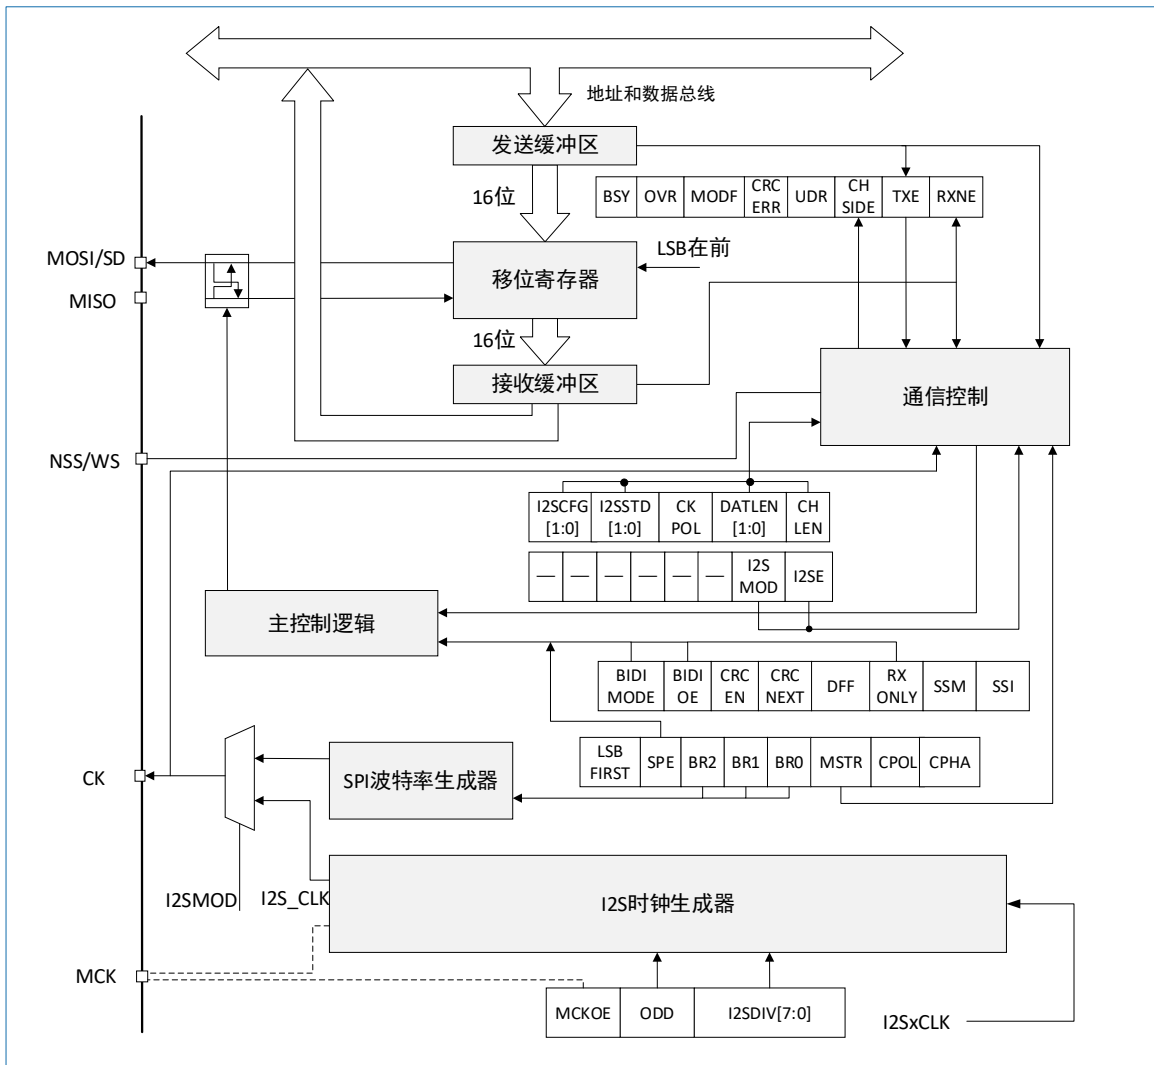 地址和数据总线
发送缓冲区
16位
BSY OVR MODF CRC ERR UDR CH SIDE TXE RXNE
MOSI/SD
LSB在前
移位寄存器
MISO
16位
接收缓冲区
通信控制
NSS/WS
I2SCFG [1:0] I2SSTD [1:0] CK POL DATLEN [1:0] CH LEN
— — — — — — I2S MOD I2SE
主控制逻辑
BIDI MODE BIDI OE CRC EN CRC NEXT DFF RX ONLY SSM SSI
LSB FIRST SPE BR2 BR1 BR0 MSTR CPOL CPHA
CK
SPI波特率生成器
I2SMOD
I2S_CLK
I2S时钟生成器
MCK
MCKOE ODD I2SDIV[7:0]
I2SxCLK